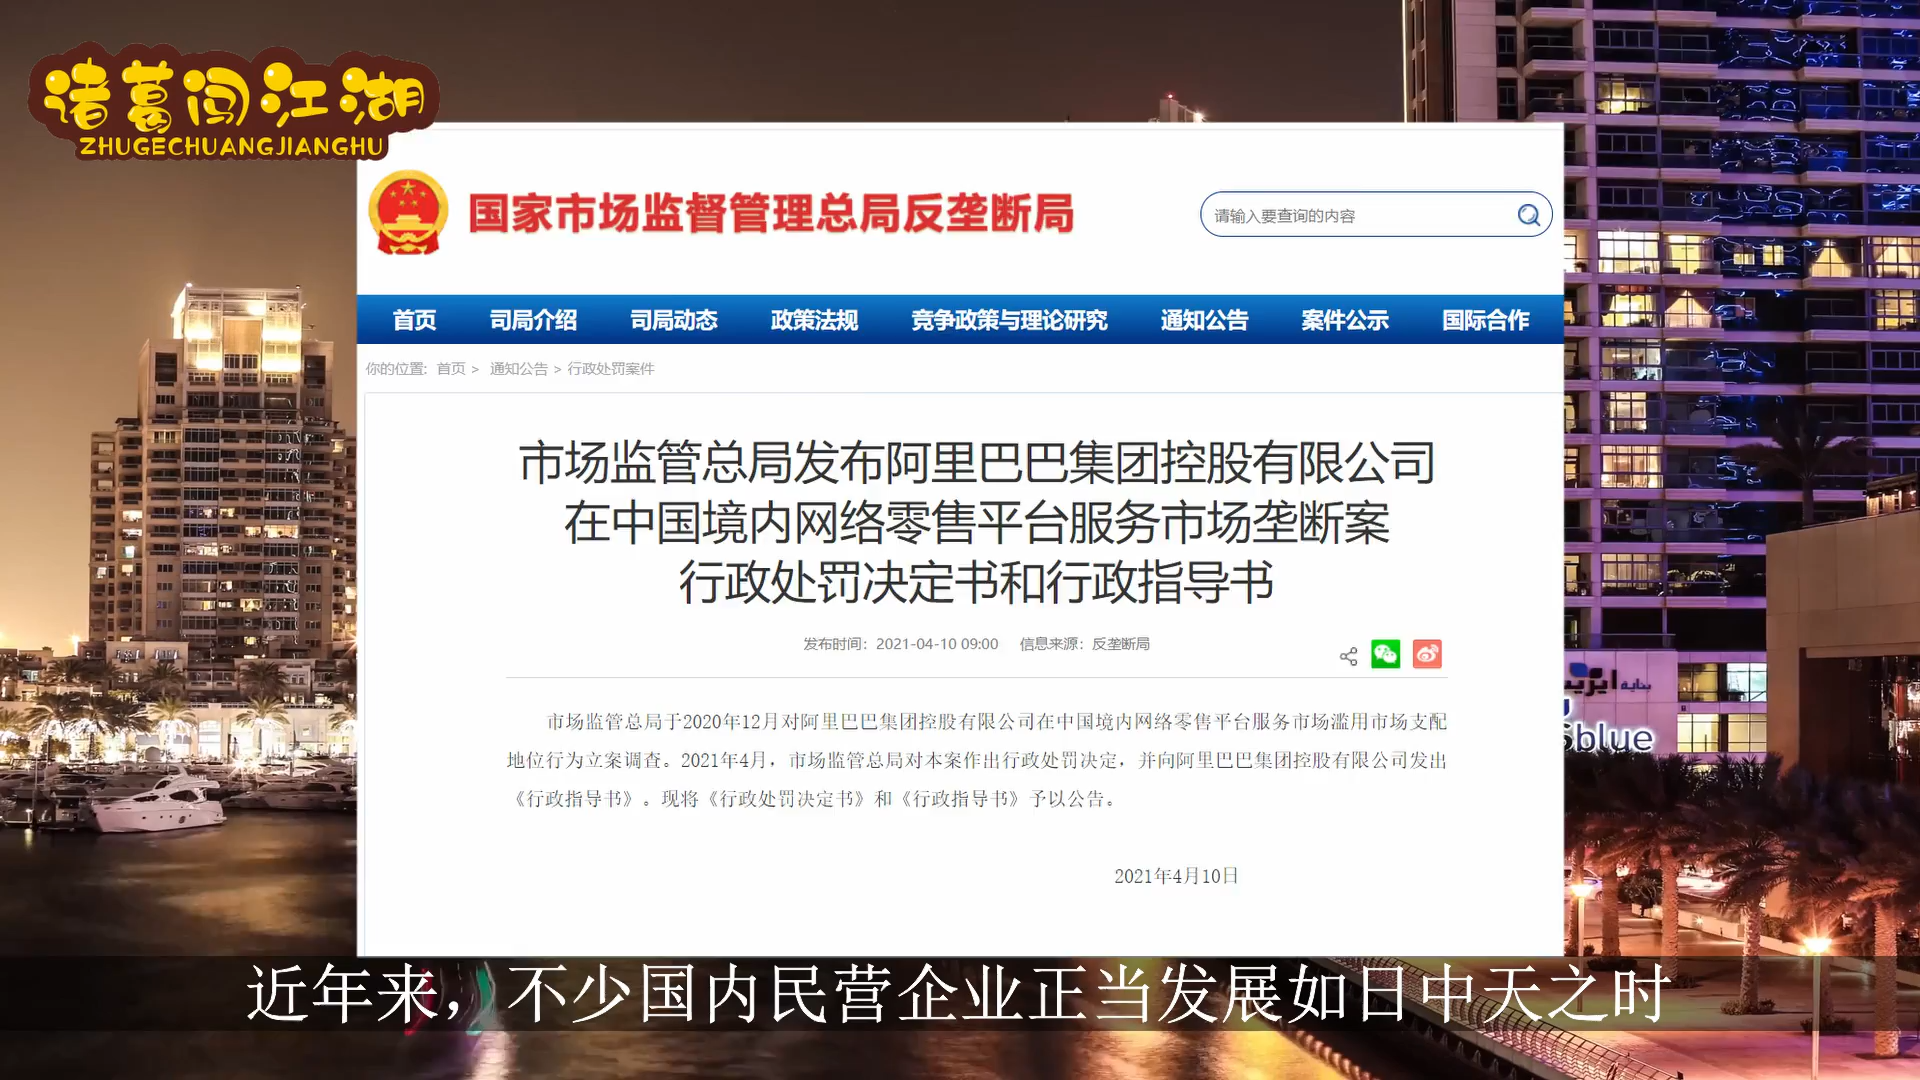 诸葛闯江湖
ZHUGECHUANGJIANGHU
国家市场监督管理总局反垄断局
请输入要查询的内容
首页 司局介绍 司局动态 政策法规 竞争政策与理论研究 通知公告 案件公示 国际合作
你的位置: 首页 > 通知公告 > 行政处罚案件
市场监管总局发布阿里巴巴集团控股有限公司
在中国境内网络零售平台服务市场垄断案
行政处罚决定书和行政指导书
发布时间：2021-04-10 09:00 信息来源：反垄断局
市场监管总局于2020年12月对阿里巴巴集团控股有限公司在中国境内网络零售平台服务市场滥用市场支配
地位行为立案调查。2021年4月，市场监管总局对本案作出行政处罚决定，并向阿里巴巴集团控股有限公司发出
《行政指导书》。现将《行政处罚决定书》和《行政指导书》予以公告。
2021年4月10日
blue
近年来，不少国内民营企业正当发展如日中天之时